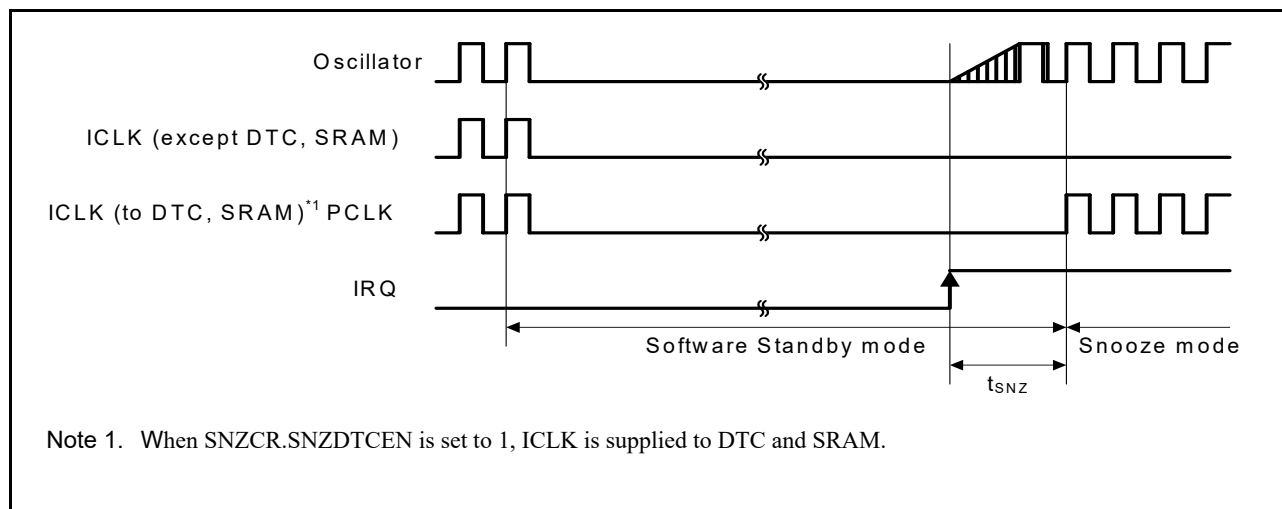 Oscillator
ICLK (except DTC, SRAM)
ICLK (to DTC, SRAM)*1 PCLK
IRQ
Software Standby mode
Snooze mode
tSNZ
Note 1. When SNZCR.SNZDTCEN is set to 1, ICLK is supplied to DTC and SRAM.